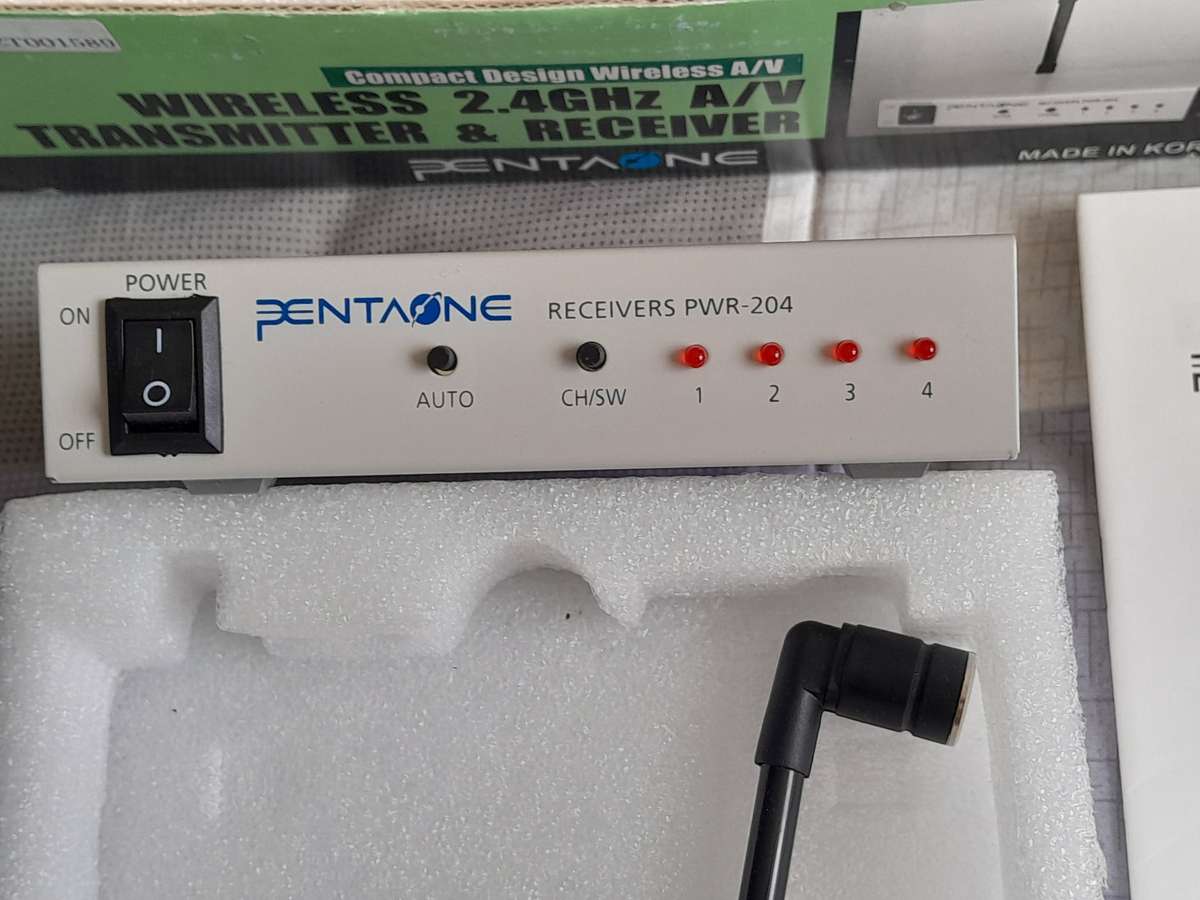 Compact Design Wireless A/V
WIRELESS 2.4GHz A/V
TRANSMITTER & RECEIVER
PENTAONE
PENTAONE
MADE IN KOR
POWER
ON
OFF
I
O
PENTAONE
RECEIVERS PWR-204
AUTO
CH/SW
1
2
3
4